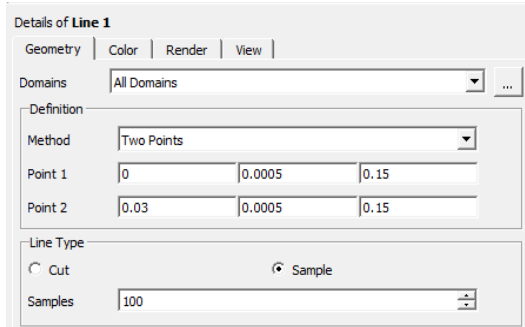 Details of Line 1
Geometry Color Render View
Domains All Domains ...
Definition
Method Two Points
Point 1 0 0.0005 0.15
Point 2 0.03 0.0005 0.15
Line Type
Cut Sample
Samples 100